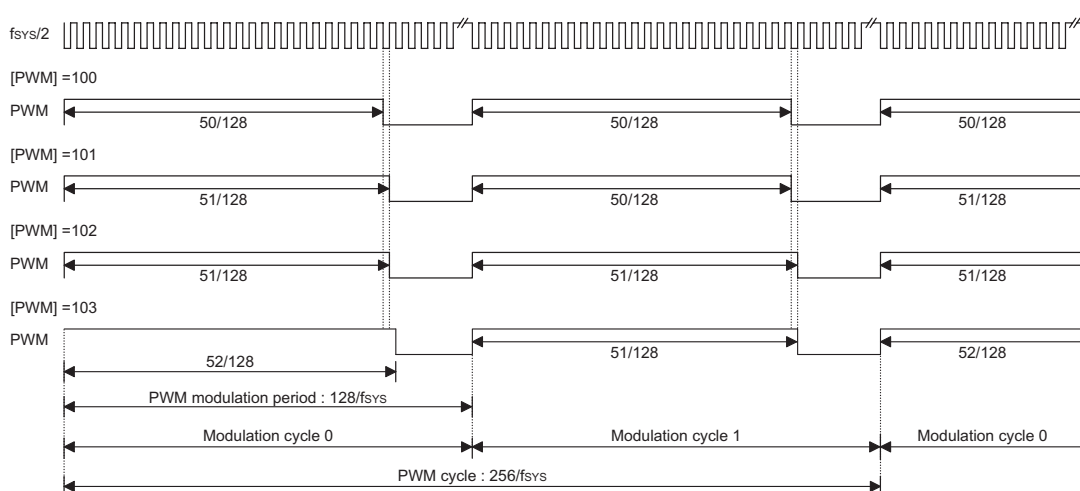 fSYS/2
[PWM] =100
PWM
50/128 50/128 50/128
[PWM] =101
PWM
51/128 50/128 51/128
[PWM] =102
PWM
51/128 51/128 51/128
[PWM] =103
PWM
52/128 51/128 52/128
PWM modulation period : 128/fSYS
Modulation cycle 0 Modulation cycle 1 Modulation cycle 0
PWM cycle : 256/fSYS